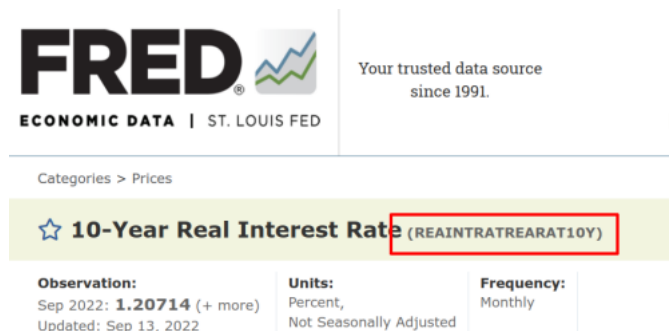 FRED®
Your trusted data source
since 1991.
ECONOMIC DATA | ST. LOUIS FED
Categories > Prices
10-Year Real Interest Rate (REAINTRATREARAT10Y)
Observation:
Sep 2022: 1.20714 (+ more)
Updated: Sep 13, 2022
Units:
Percent,
Not Seasonally Adjusted
Frequency:
Monthly